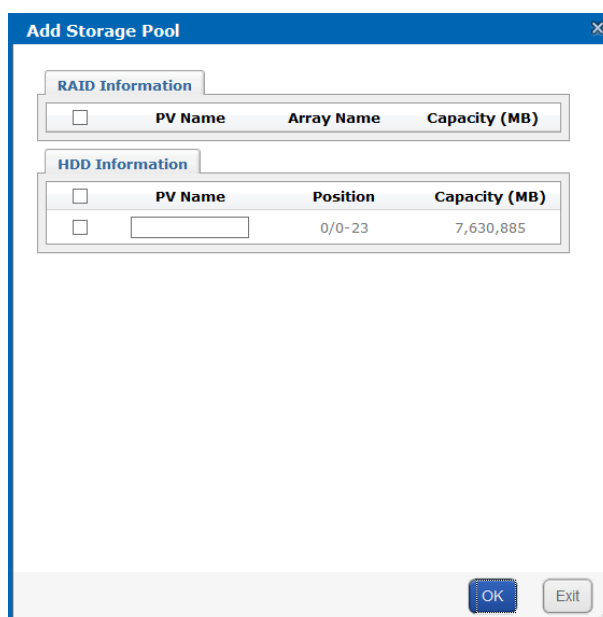 Add Storage Pool
RAID Information
PV Name Array Name Capacity (MB)
HDD Information
PV Name Position Capacity (MB)
0/0-23 7,630,885
OK Exit